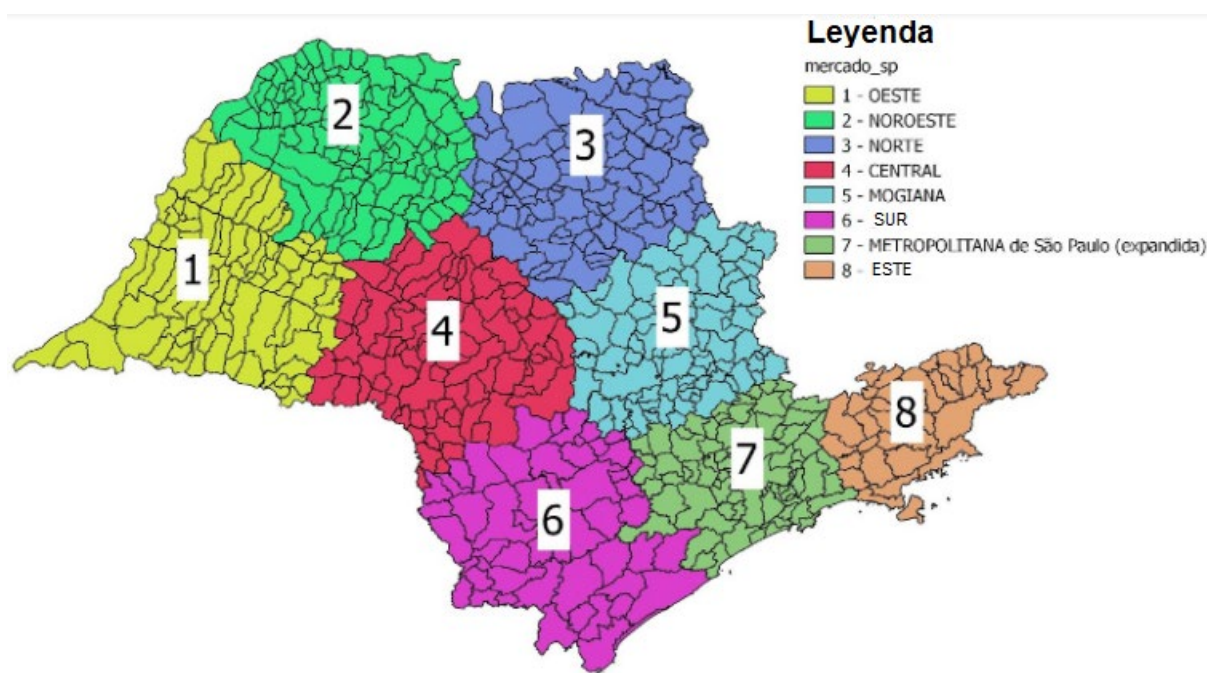 Leyenda
mercado_sp
1 - OESTE
2 - NOROESTE
3 - NORTE
4 - CENTRAL
5 - MOGIANA
6 - SUR
7 - METROPOLITANA de São Paulo (expandida)
8 - ESTE
2
3
1
4
5
8
7
6